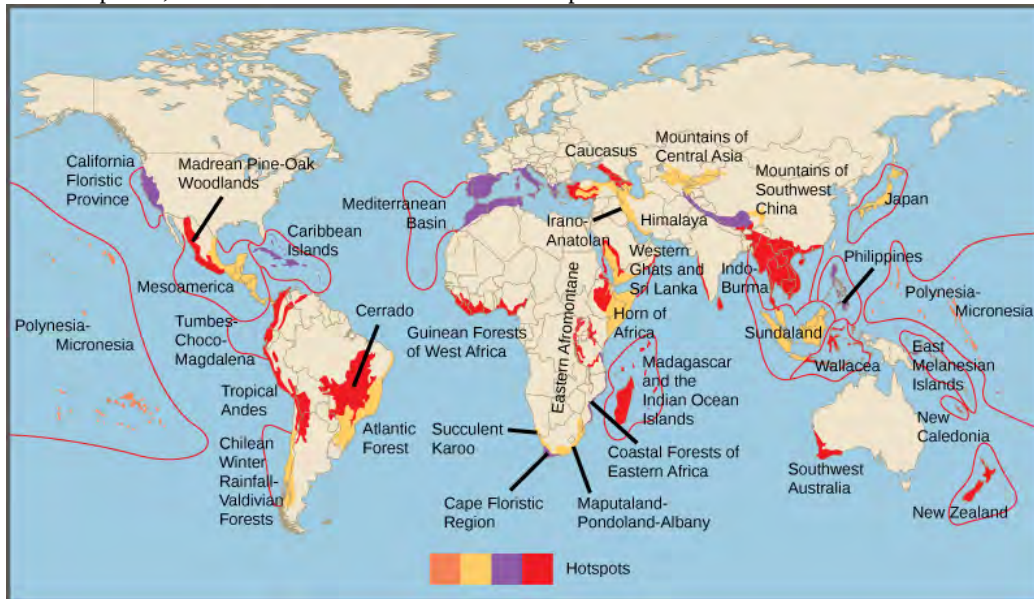 California
Floristic
Province
Madrean Pine-Oak
Woodlands
Caribbean
Islands
Mesoamerica
Polynesia-
Micronesia
Tumbes-
Choco-
Magdalena
Cerrado
Tropical
Andes
Atlantic
Forest
Chilean
Winter
Rainfall-
Valdivian
Forests
Mediterranean
Basin
Caucasus
Mountains of
Central Asia
Mountains of
Southwest
China
Japan
Irano-
Anatolan
Himalaya
Western
Ghats and
Sri Lanka
Indo-
Burma
Philippines
Guinean Forests
of West Africa
Eastern Afromontane
Horn of
Africa
Sundaland
Wallacea
Polynesia-
Micronesia
East
Melanesian
Islands
Madagascar
and the
Indian Ocean
Islands
New
Caledonia
Succulent
Karoo
Coastal Forests of
Eastern Africa
Southwest
Australia
Cape Floristic
Region
Maputaland-
Pondoland-Albany
New Zealand
Hotspots